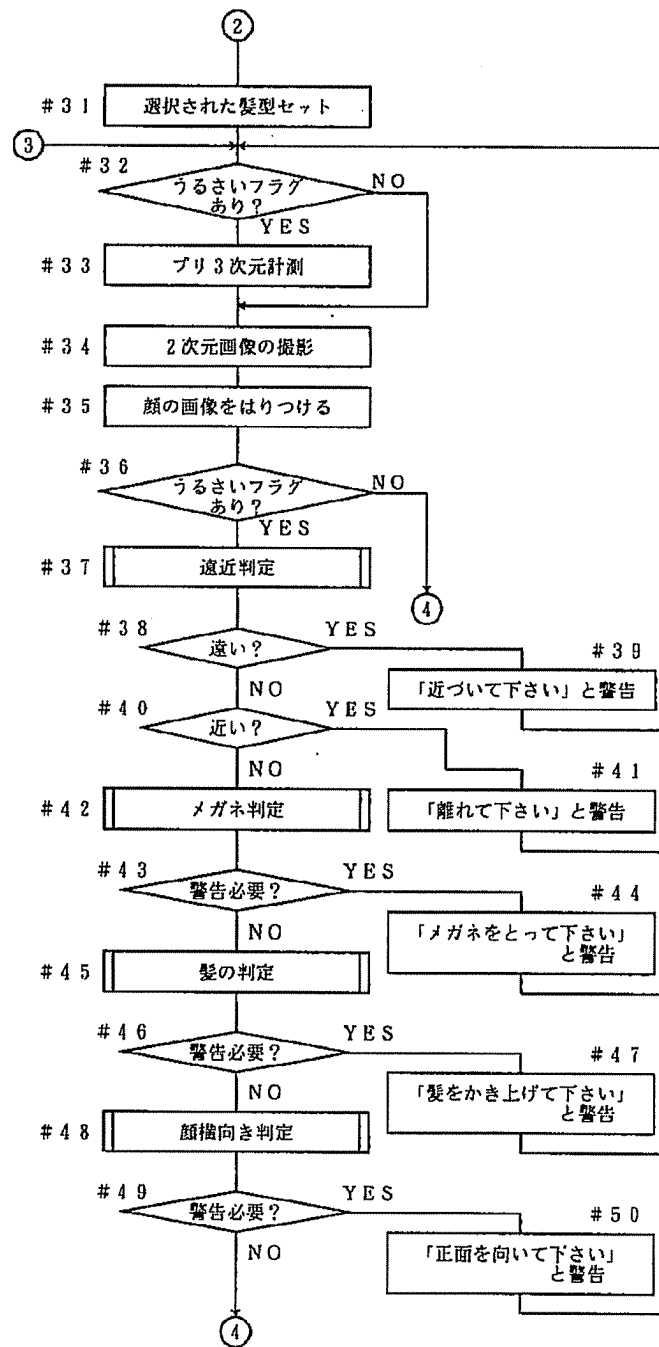 2
#31
選択された髪型セット
3
#32
うるさいフラグ
あり?
NO
YES
#33
プリ3次元計測
#34
2次元画像の撮影
#35
顔の画像をはりつける
#36
うるさいフラグ
あり?
NO
YES
#37
遠近判定
4
#38
遠い?
YES
NO
#39
「近づいて下さい」と警告
#40
近い?
YES
NO
#41
「離れて下さい」と警告
#42
メガネ判定
#43
警告必要?
YES
NO
#44
「メガネをとって下さい」
と警告
#45
髪の判定
#46
警告必要?
YES
NO
#47
「髪をかき上げて下さい」
と警告
#48
顔横向き判定
#49
警告必要?
YES
NO
#50
「正面を向いて下さい」
と警告
4